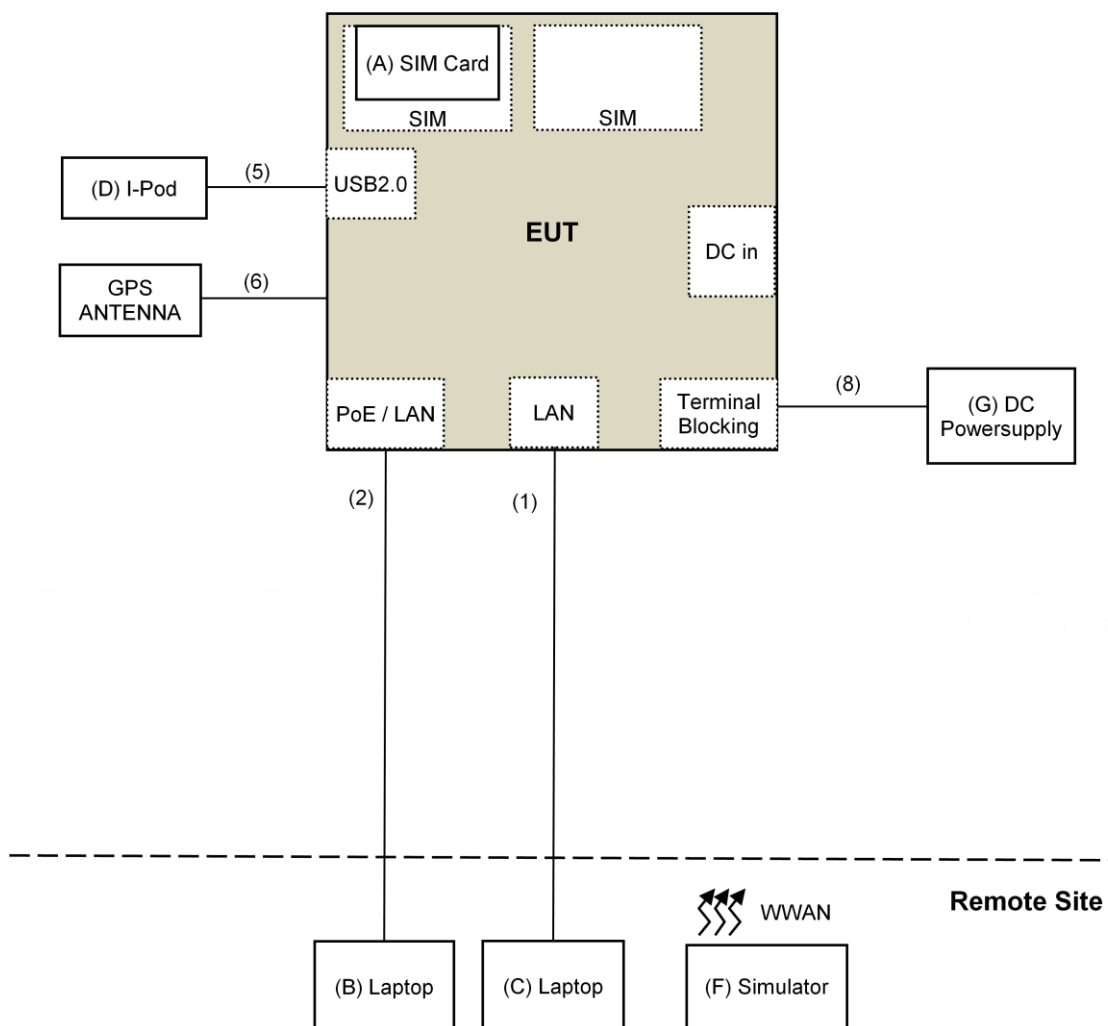 (A) SIM Card
SIM
SIM
(D) I-Pod
(5)
USB2.0
EUT
DC in
GPS
ANTENNA
(6)
PoE / LAN
LAN
Terminal
Blocking
(8)
(G) DC
Powersupply
(2)
(1)
Remote Site
WWAN
(B) Laptop
(C) Laptop
(F) Simulator